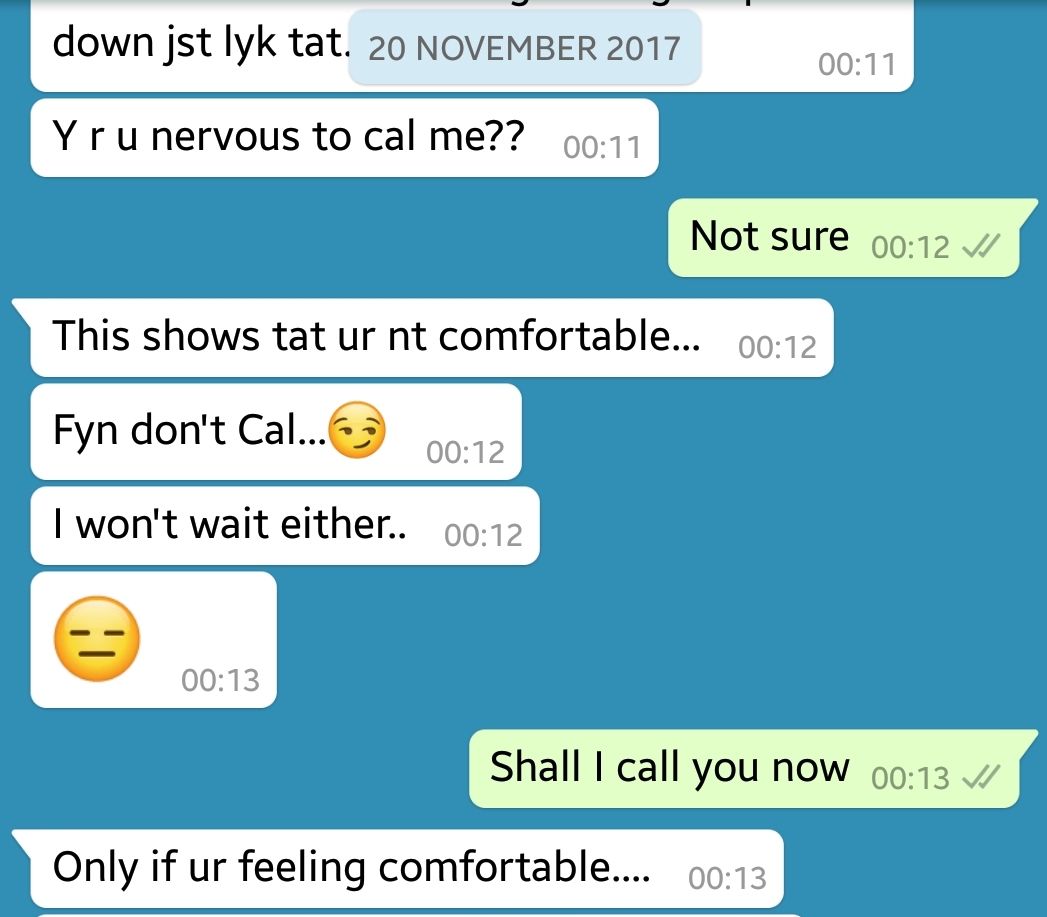 down jst lyk tat.
20 NOVEMBER 2017
00:11
Y r u nervous to cal me?? 00:11
Not sure 00:12
This shows tat ur nt comfortable... 00:12
Fyn don't Cal...😏 00:12
I won't wait either.. 00:12
😑 00:13
Shall I call you now 00:13
Only if ur feeling comfortable.... 00:13